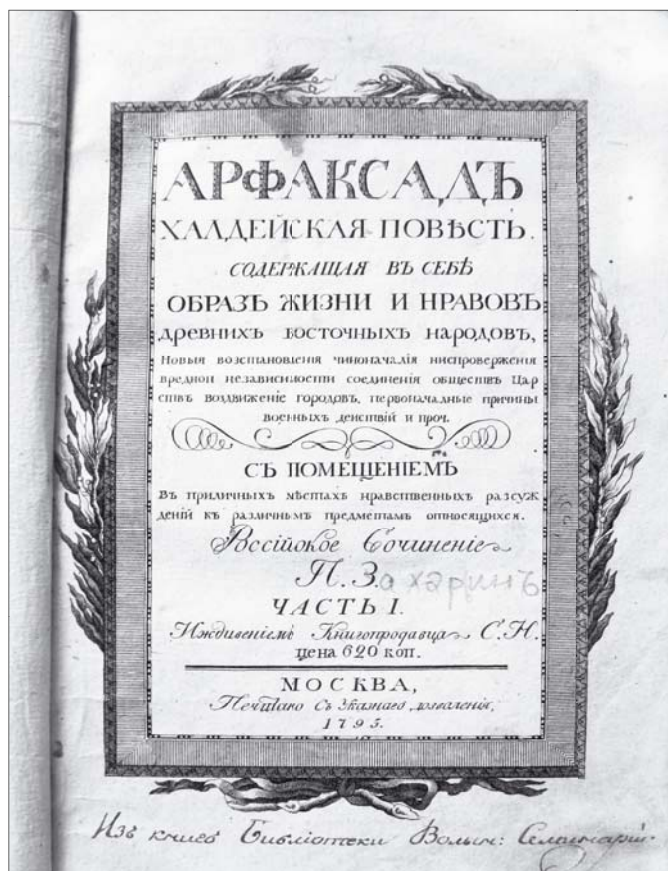 АРФАКСАДЪ
ХАЛДЕЙСКАЯ ПОВѢСТЬ.
СОДЕРЖАЩАЯ ВЪ СЕБѢ
ОБРАЗЪ ЖИЗНИ И НРАВОВЪ
древнихъ восточныхъ народовъ,
Новыя возстановленія чиноначалія ниспроверженія
вредной независимости соединенія обществъ Цар
ствъ воздвиженіе городовъ, первоначальные причины
военныхъ действій и проч.
СЪ ПОМЕЩЕНІЕМЪ
Въ приличныхъ мѣстахъ нравственныхъ разсуж
деній къ различнымъ предметамъ относящихся.
Россійское Сочиненіе
П. Захаринъ
ЧАСТЬ I.
Иждивеніемъ Книгопродавца С. Н.
цена 620 коп.
МОСКВА,
Печатано Съ Указнаго дозволенія,
1795.
Изъ книгъ Библіотеки Волын: Семинаріи